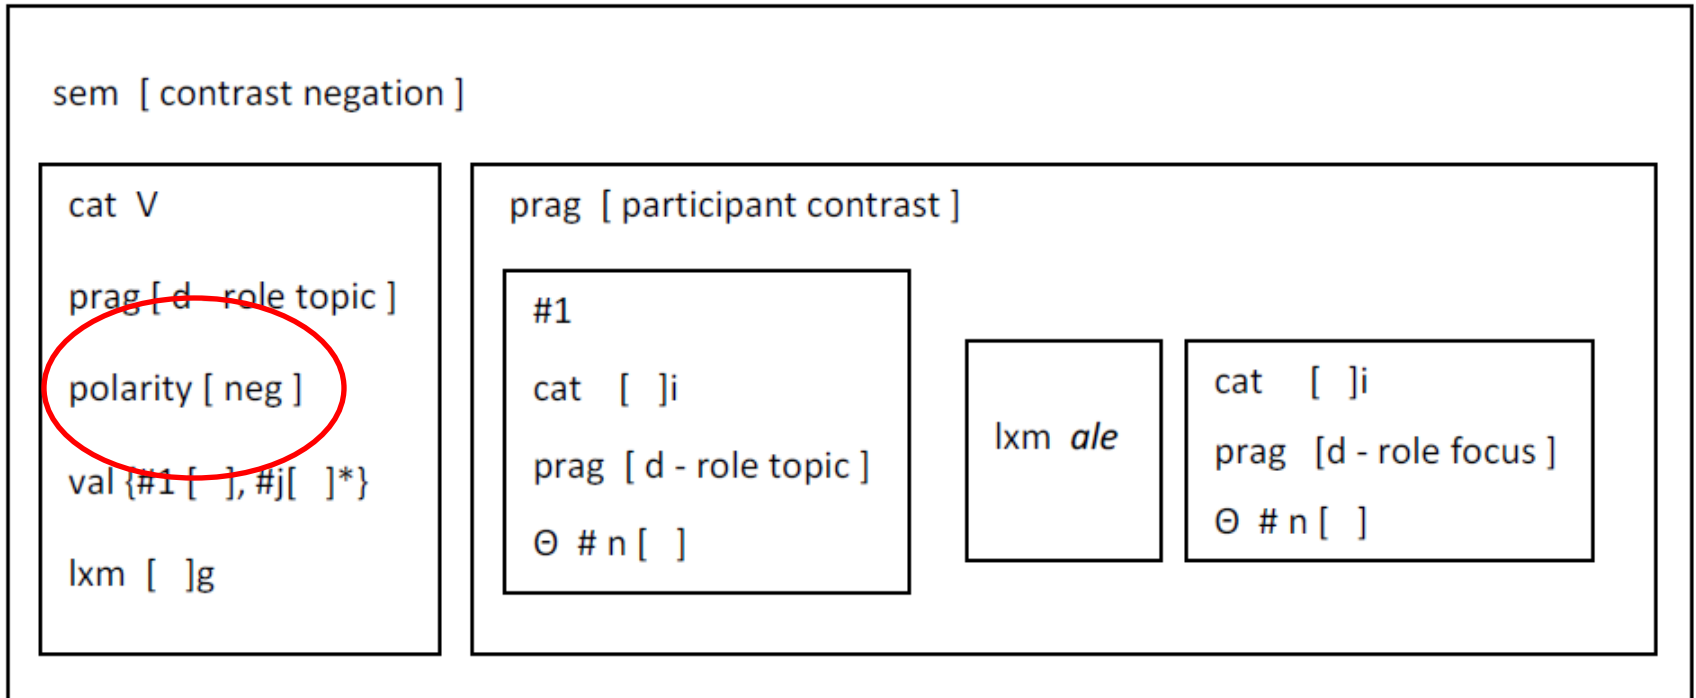 sem [ contrast negation ]
cat V
prag [ d - role topic ]
polarity [ neg ]
val {#1 [ ], #j[ ]*}
lxm [ ]g
prag [ participant contrast ]
#1
cat [ ]i
prag [ d - role topic ]
Θ # n [ ]
lxm ale
cat [ ]i
prag [d - role focus ]
Θ # n [ ]